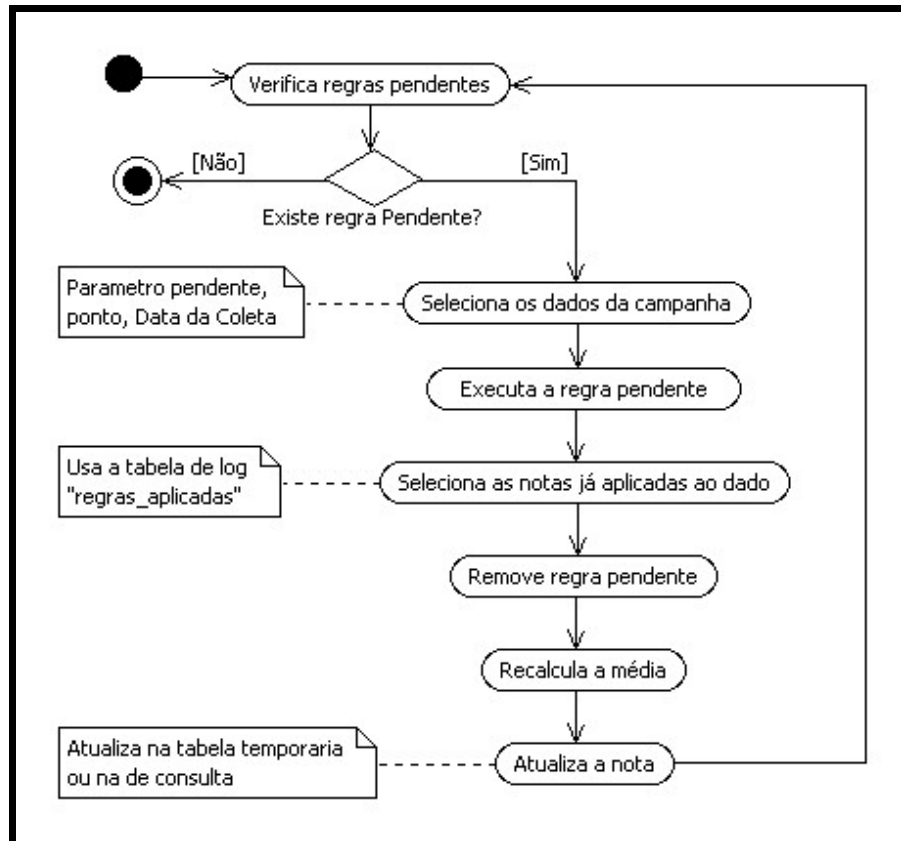 Verifica regras pendentes
[Não]
[Sim]
Existe regra Pendente?
Parametro pendente,
ponto, Data da Coleta
Seleciona os dados da campanha
Executa a regra pendente
Usa a tabela de log
"regras_aplicadas"
Seleciona as notas já aplicadas ao dado
Remove regra pendente
Recalcula a média
Atualiza na tabela temporaria
ou na de consulta
Atualiza a nota